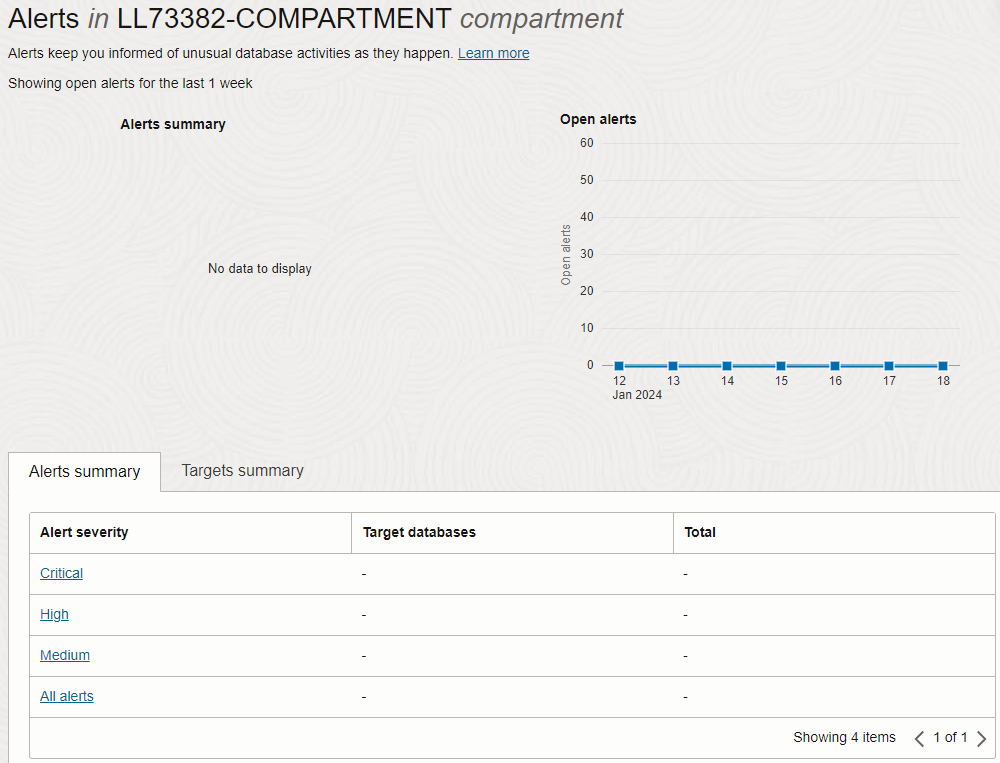 Alerts in LL73382-COMPARTMENT compartment
Alerts keep you informed of unusual database activities as they happen. Learn more
Showing open alerts for the last 1 week
Alerts summary
No data to display
Open alerts
Open alerts
60
50
40
30
20
10
0
12 13 14 15 16 17 18
Jan 2024
Alerts summary Targets summary
Alert severity Target databases Total
Critical - -
High - -
Medium - -
All alerts - -
Showing 4 items 1 of 1